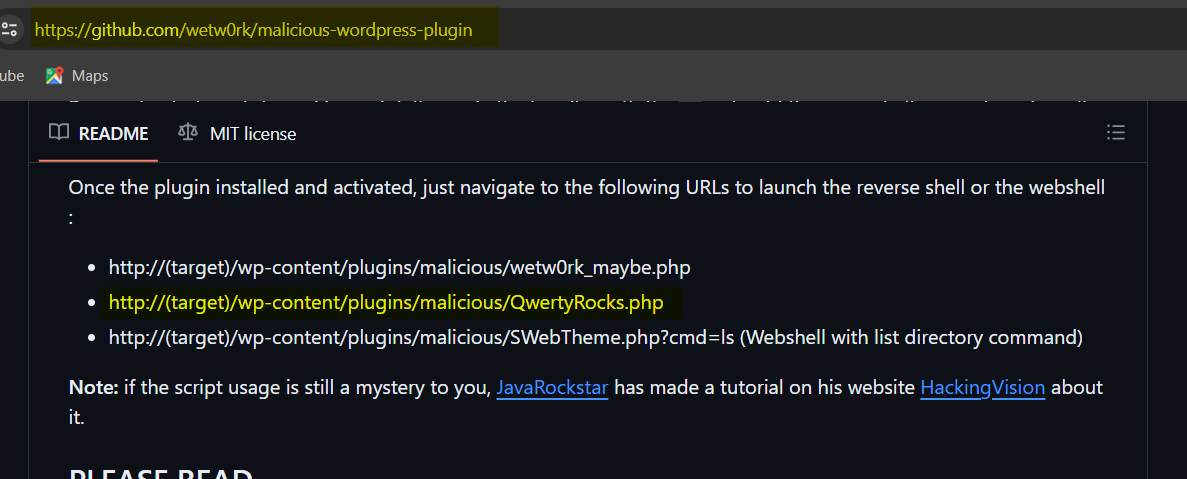 https://github.com/wetw0rk/malicious-wordpress-plugin
ube Maps
README MIT license
Once the plugin installed and activated, just navigate to the following URLs to launch the reverse shell or the webshell
:
• http://(target)/wp-content/plugins/malicious/wetw0rk_maybe.php
• http://(target)/wp-content/plugins/malicious/QwertyRocks.php
• http://(target)/wp-content/plugins/malicious/SWebTheme.php?cmd=ls (Webshell with list directory command)
Note: if the script usage is still a mystery to you, JavaRockstar has made a tutorial on his website HackingVision about
it.
PLEASE READ